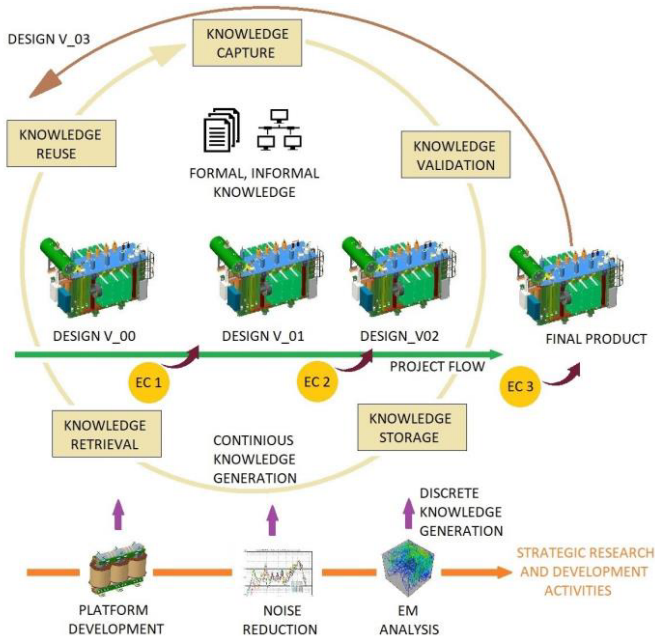 DESIGN V_03
KNOWLEDGE
CAPTURE
KNOWLEDGE
REUSE
KNOWLEDGE
VALIDATION
FORMAL, INFORMAL
KNOWLEDGE
DESIGN V_00
DESIGN V_01
DESIGN_V02
FINAL PRODUCT
PROJECT FLOW
EC 1
EC 2
EC 3
KNOWLEDGE
RETRIEVAL
KNOWLEDGE
STORAGE
CONTINIOUS
KNOWLEDGE
GENERATION
DISCRETE
KNOWLEDGE
GENERATION
STRATEGIC RESEARCH
AND DEVELOPMENT
ACTIVITIES
PLATFORM
DEVELOPMENT
NOISE
REDUCTION
EM
ANALYSIS